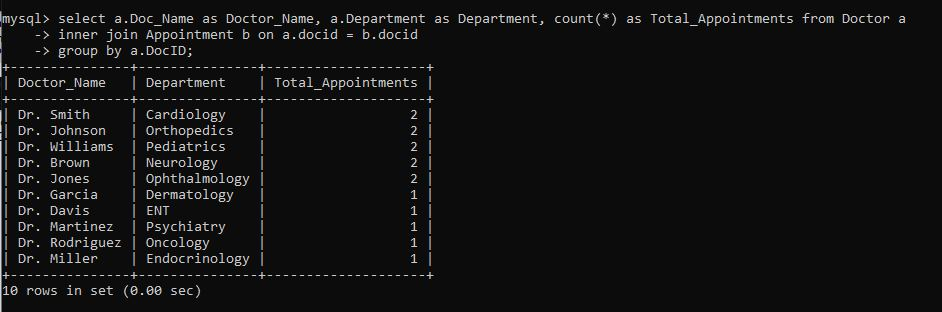 mysql> select a.Doc_Name as Doctor_Name, a.Department as Department, count(*) as Total_Appointments from Doctor a
    -> inner join Appointment b on a.docid = b.docid
    -> group by a.DocID;
+---------------+---------------+--------------------+
| Doctor_Name   | Department    | Total_Appointments |
+---------------+---------------+--------------------+
| Dr. Smith     | Cardiology    |                  2 |
| Dr. Johnson   | Orthopedics   |                  2 |
| Dr. Williams  | Pediatrics    |                  2 |
| Dr. Brown     | Neurology     |                  2 |
| Dr. Jones     | Ophthalmology |                  2 |
| Dr. Garcia    | Dermatology   |                  1 |
| Dr. Davis     | ENT           |                  1 |
| Dr. Martinez  | Psychiatry    |                  1 |
| Dr. Rodriguez | Oncology      |                  1 |
| Dr. Miller    | Endocrinology |                  1 |
+---------------+---------------+--------------------+
10 rows in set (0.00 sec)